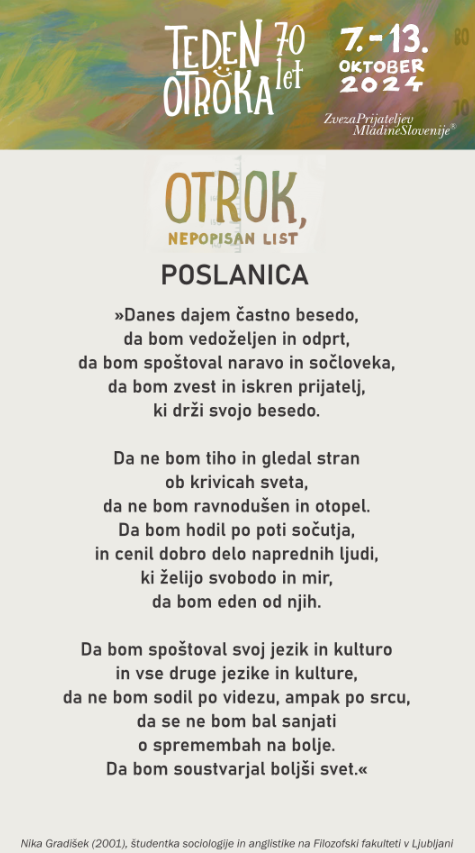 TEDEN
OTROKA
70
let
7.-13.
OKTOBER
2024
80
70
ZvezaPrijateljev
MladineSlovenije®
OTROK,
NEPOPISAN LIST
POSLANICA
»Danes dajem častno besedo,
da bom vedoželjen in odprt,
da bom spoštoval naravo in sočloveka,
da bom zvest in iskren prijatelj,
ki drži svojo besedo.
Da ne bom tiho in gledal stran
ob krivicah sveta,
da ne bom ravnodušen in otopel.
Da bom hodil po poti sočutja,
in cenil dobro delo naprednih ljudi,
ki želijo svobodo in mir,
da bom eden od njih.
Da bom spoštoval svoj jezik in kulturo
in vse druge jezike in kulture,
da ne bom sodil po videzu, ampak po srcu,
da se ne bom bal sanjati
o spremembah na bolje.
Da bom soustvarjal boljši svet.«
Nika Gradišek (2001), študentka sociologije in anglistike na Filozofski fakulteti v Ljubljani